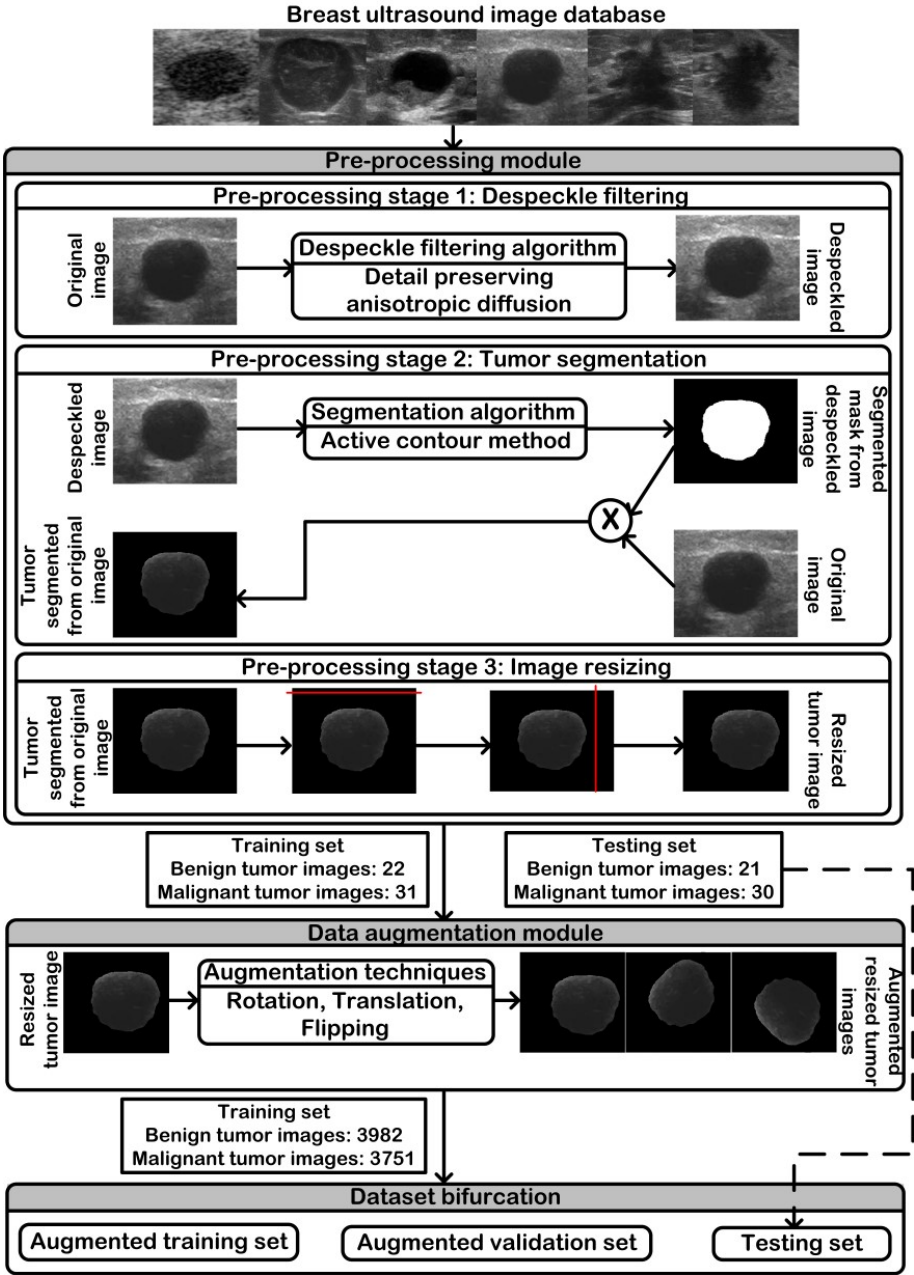 Breast ultrasound image database
Pre-processing module
Pre-processing stage 1: Despeckle filtering
Original
image
Despeckle filtering algorithm
Detail preserving
anisotropic diffusion
Despeckled
image
Pre-processing stage 2: Tumor segmentation
Despeckled
image
Segmentation algorithm
Active contour method
Segmented
mask from
despeckled
image
X
Tumor
segmented
from original
image
Original
image
Pre-processing stage 3: Image resizing
Tumor
segmented
from original
image
Resized
tumor image
Training set
Benign tumor images: 22
Malignant tumor images: 31
Testing set
Benign tumor images: 21
Malignant tumor images: 30
Data augmentation module
Resized
tumor image
Augmentation techniques
Rotation, Translation,
Flipping
Augmented
resized tumor
images
Training set
Benign tumor images: 3982
Malignant tumor images: 3751
Dataset bifurcation
Augmented training set
Augmented validation set
Testing set